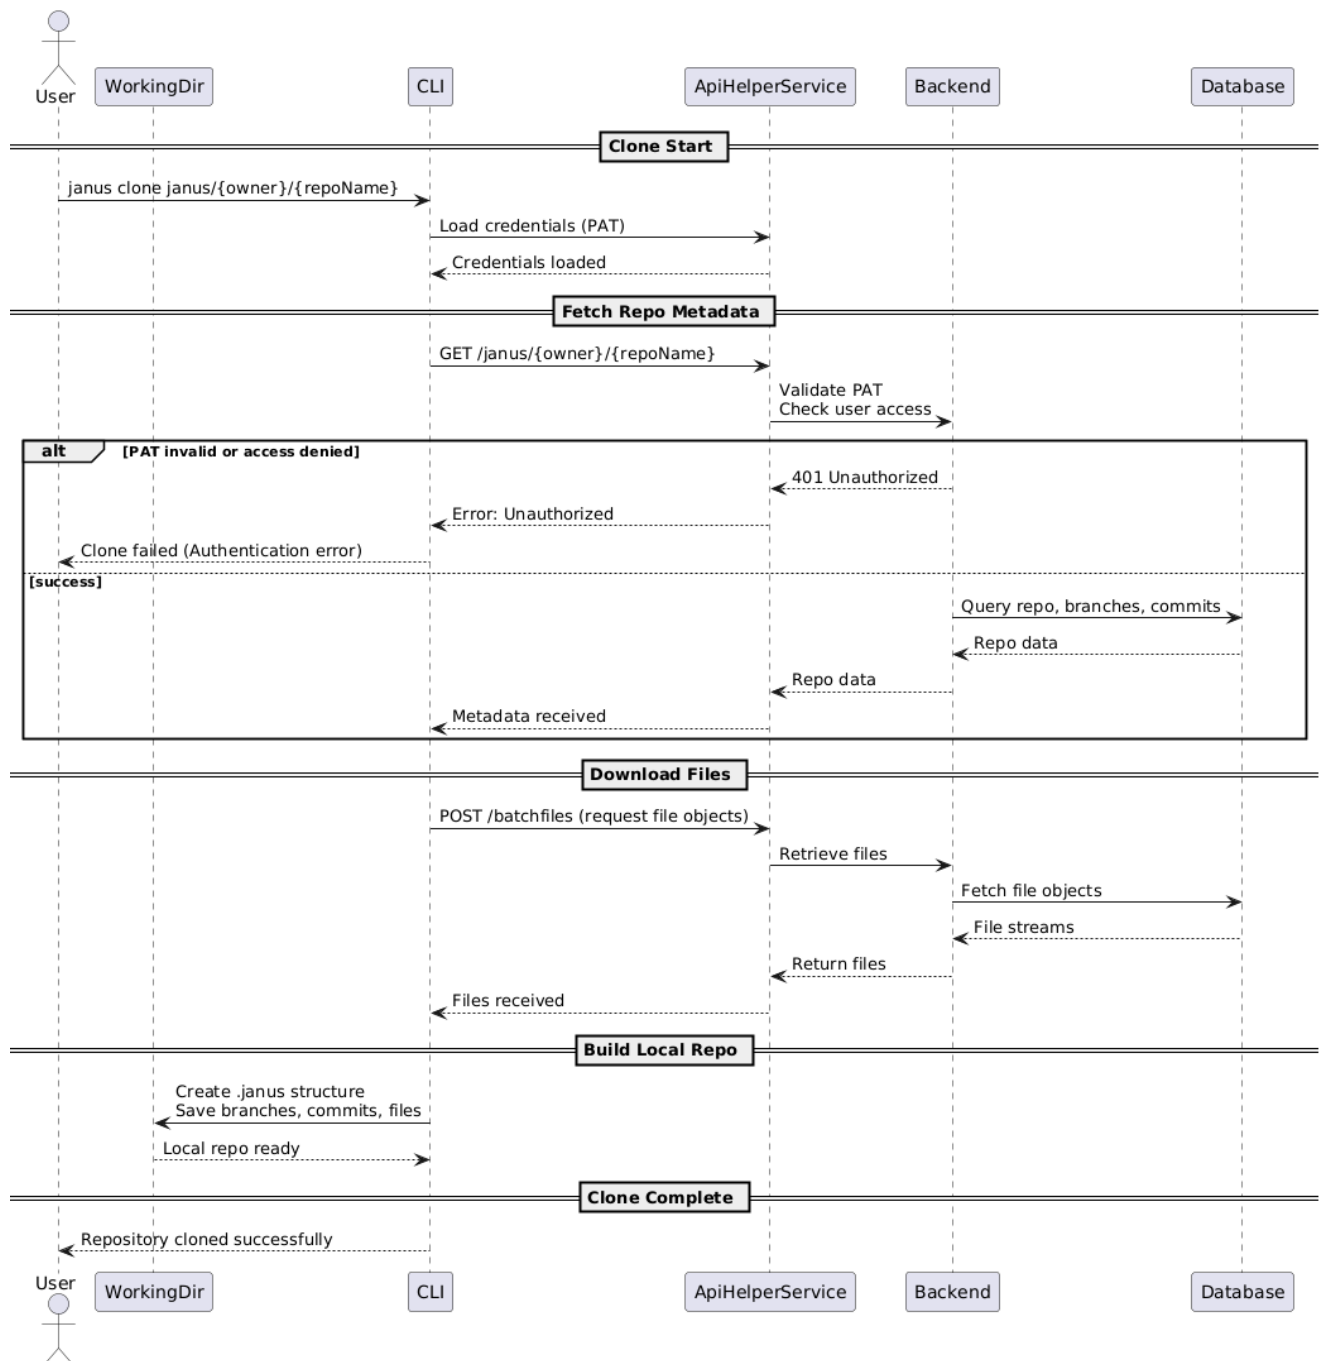 User
WorkingDir
CLI
ApiHelperService
Backend
Database
Clone Start
janus clone janus/{owner}/{repoName}
Load credentials (PAT)
Credentials loaded
Fetch Repo Metadata
GET /janus/{owner}/{repoName}
Validate PAT
Check user access
alt
[PAT invalid or access denied]
401 Unauthorized
Error: Unauthorized
Clone failed (Authentication error)
[success]
Query repo, branches, commits
Repo data
Repo data
Metadata received
Download Files
POST /batchfiles (request file objects)
Retrieve files
Fetch file objects
File streams
Return files
Files received
Build Local Repo
Create .janus structure
Save branches, commits, files
Local repo ready
Clone Complete
Repository cloned successfully
User
WorkingDir
CLI
ApiHelperService
Backend
Database